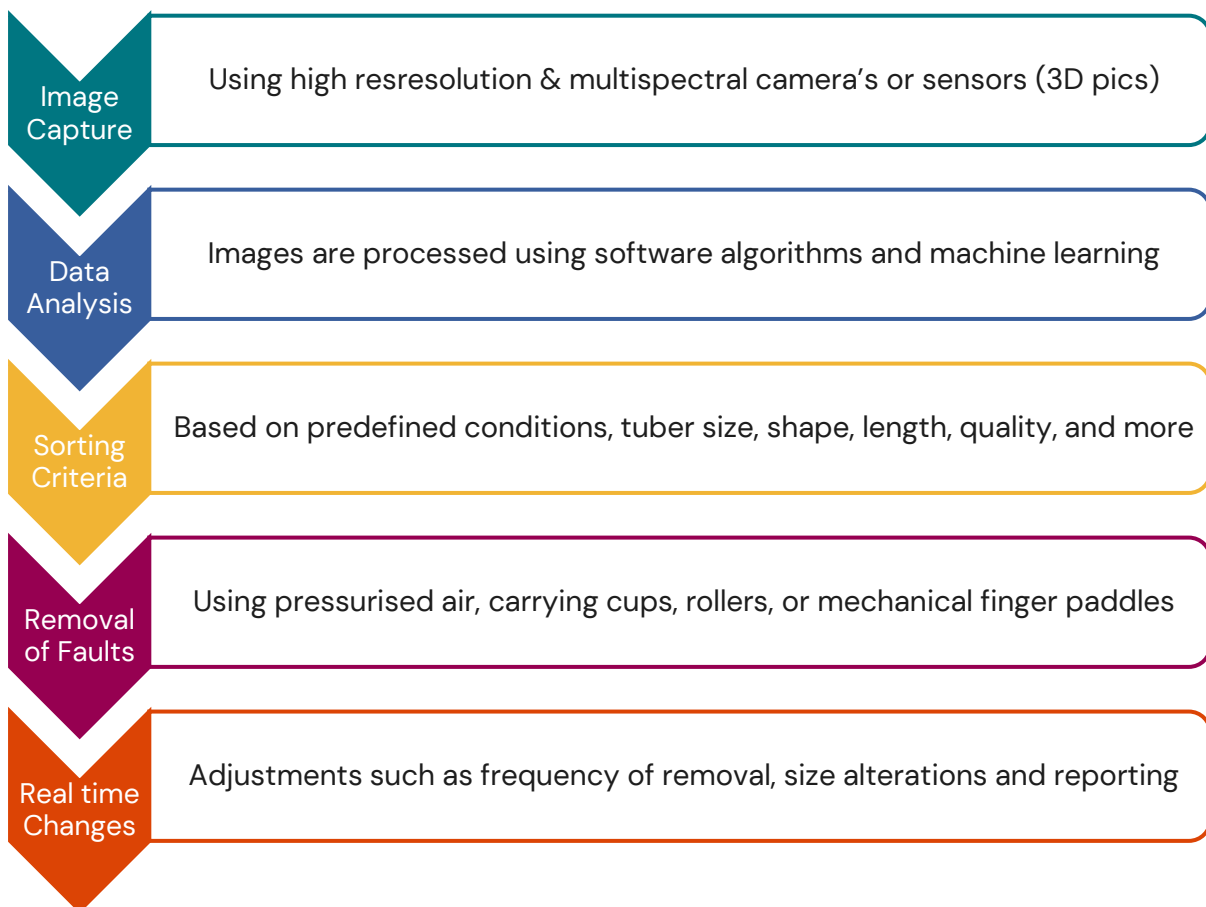 Image
Capture
Using high resresolution & multispectral camera's or sensors (3D pics)
Data
Analysis
Images are processed using software algorithms and machine learning
Sorting
Criteria
Based on predefined conditions, tuber size, shape, length, quality, and more
Removal
of Faults
Using pressurised air, carrying cups, rollers, or mechanical finger paddles
Real time
Changes
Adjustments such as frequency of removal, size alterations and reporting